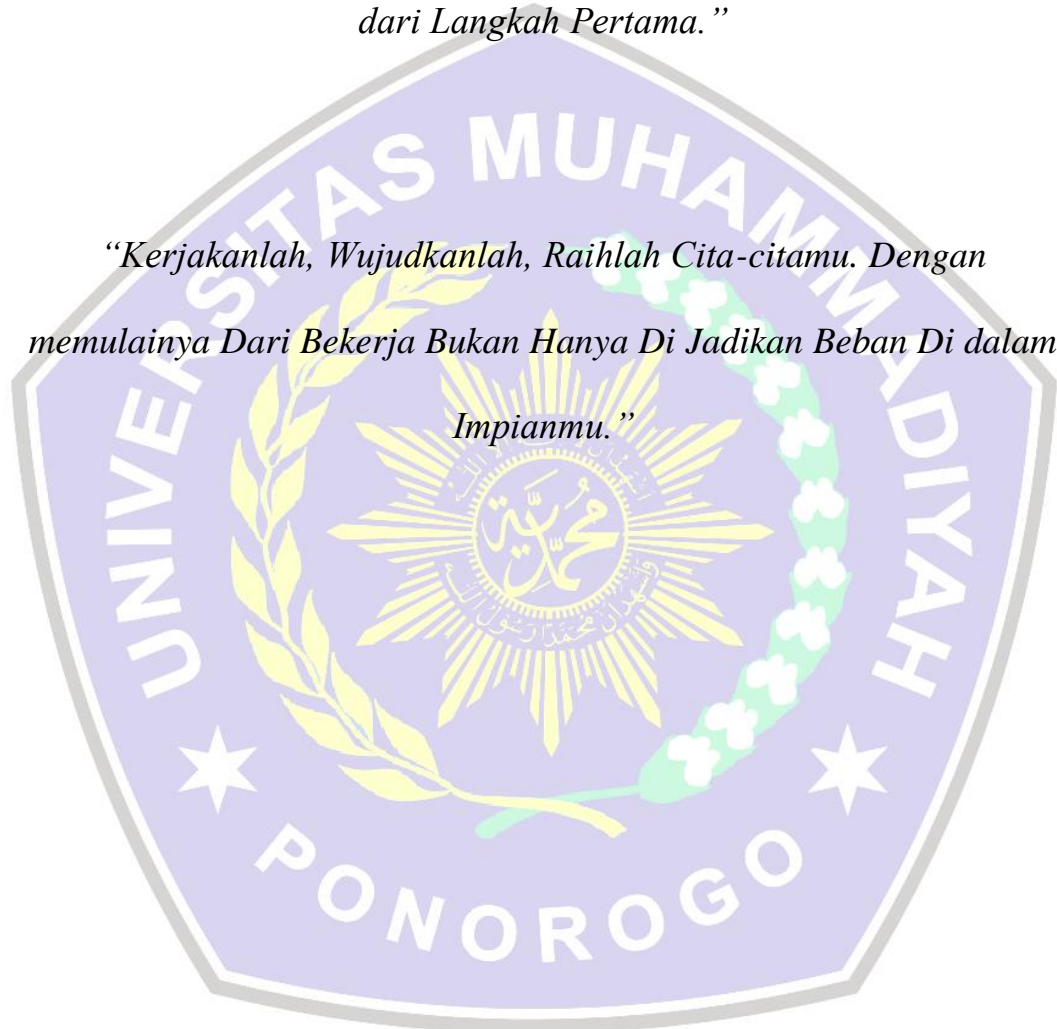 dari Langkah Pertama.”
UNIVERSITAS MUHAMMADIYAH
“Kerjakanlah, Wujudkanlah, Raihlah Cita-citamu. Dengan
memulainya Dari Bekerja Bukan Hanya Di Jadikan Beban Di dalam
Impianmu.”
محمدية
PONOROGO